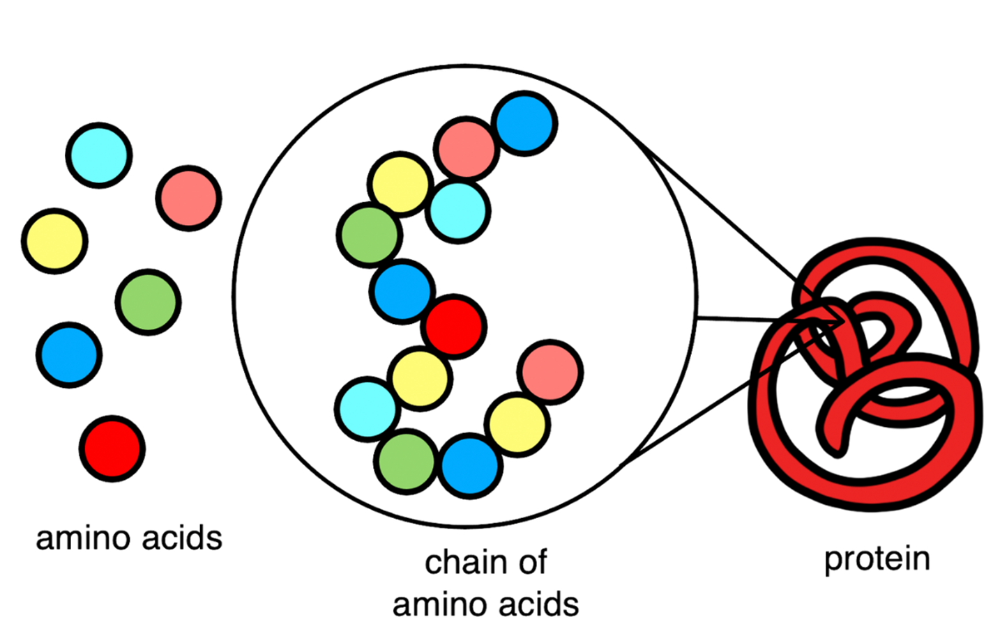 amino acids
chain of
amino acids
protein